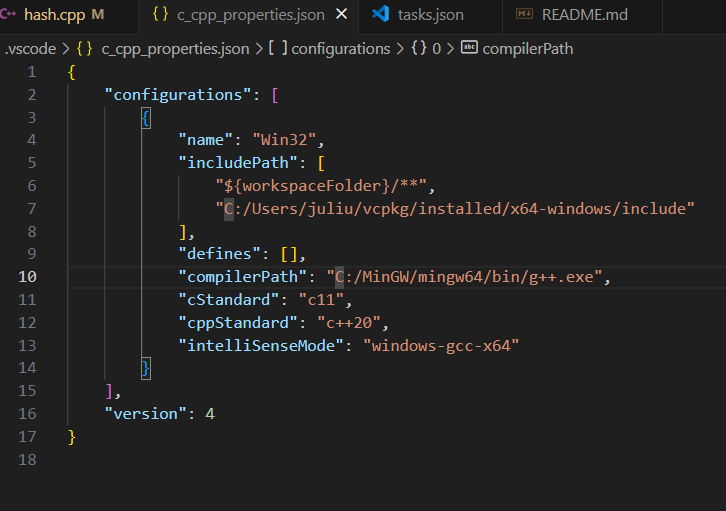 hash.cpp M
{} c_cpp_properties.json ×
tasks.json
README.md
.vscode > {} c_cpp_properties.json > [ ] configurations > {} 0 > abc compilerPath
1 {
2     "configurations": [
3         {
4             "name": "Win32",
5             "includePath": [
6                 "${workspaceFolder}/**",
7                 "C:/Users/juliu/vcpkg/installed/x64-windows/include"
8             ],
9             "defines": [],
10             "compilerPath": "C:/MinGW/mingw64/bin/g++.exe",
11             "cStandard": "c11",
12             "cppStandard": "c++20",
13             "intelliSenseMode": "windows-gcc-x64"
14         }
15     ],
16     "version": 4
17 }
18